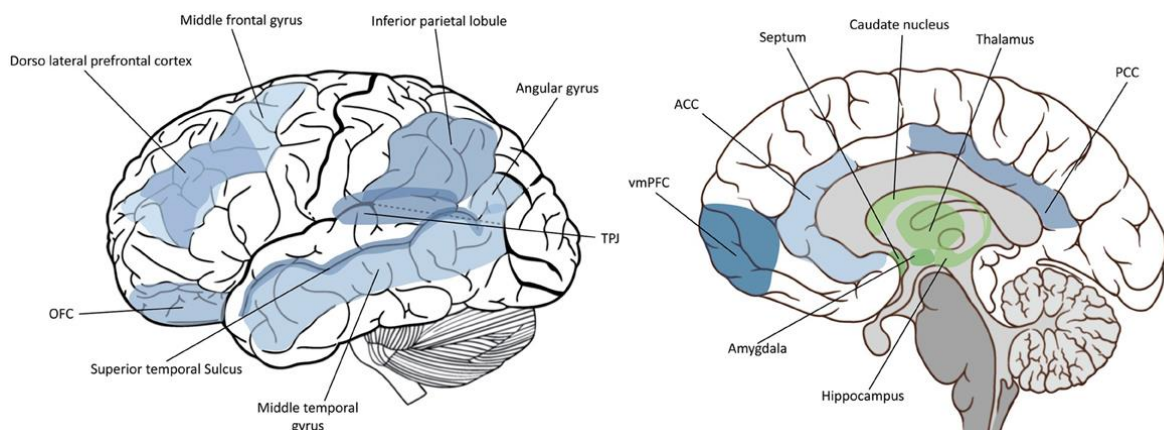 Middle frontal gyrus
Inferior parietal lobule
Dorso lateral prefrontal cortex
Angular gyrus
TPJ
OFC
Superior temporal Sulcus
Middle temporal
gyrus
Caudate nucleus
Septum
Thalamus
PCC
ACC
vmPFC
Amygdala
Hippocampus